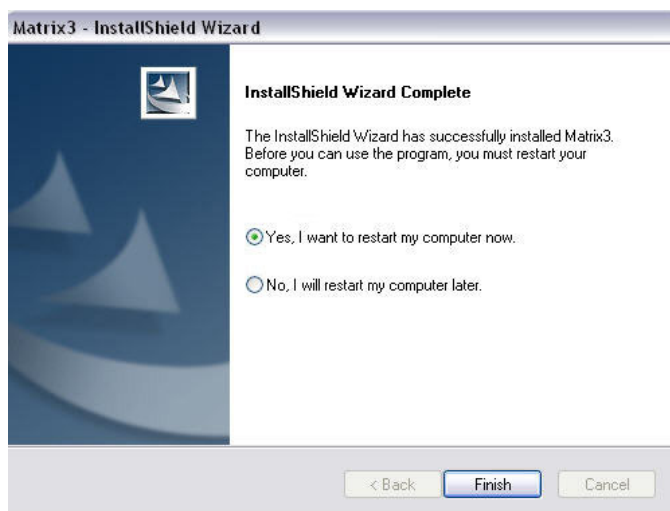 Matrix3 - InstallShield Wizard
InstallShield Wizard Complete
The InstallShield Wizard has successfully installed Matrix3.
Before you can use the program, you must restart your
computer.
Yes, I want to restart my computer now.
No, I will restart my computer later.
< Back Finish Cancel